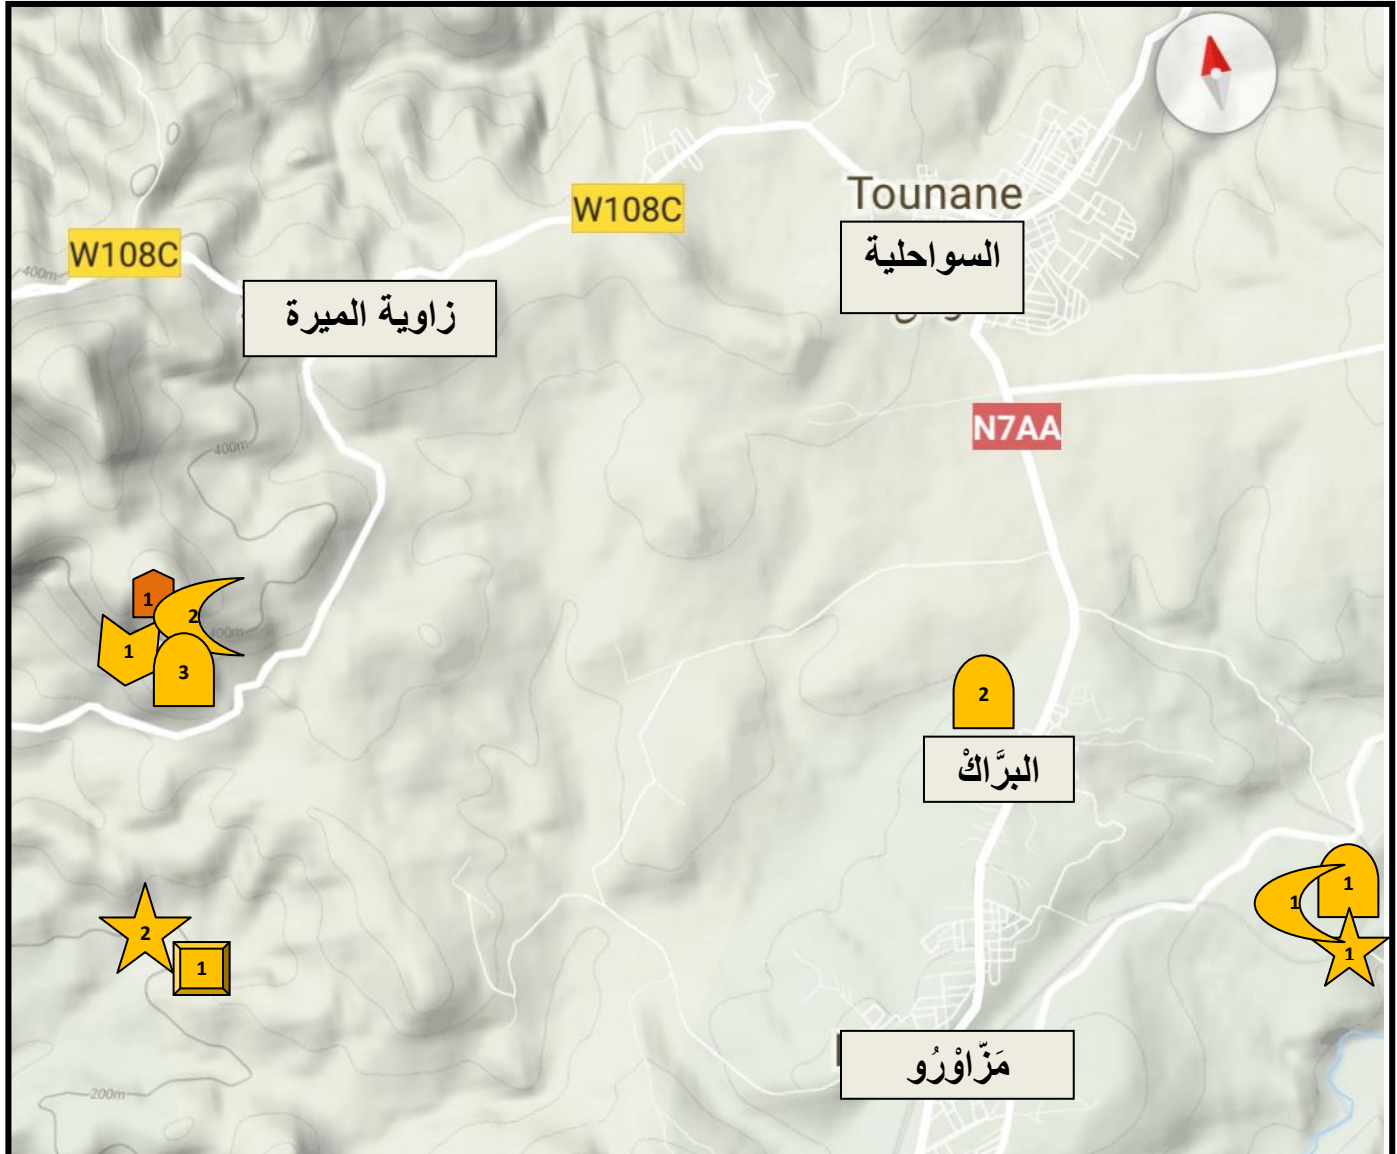 Tounane
السواحلية
W108C
W108C
زاوية الميرة
400m
N7AA
400m
1
2
400m
1
3
2
البرَّاكْ
1
1
2
1
1
مَزّاوْرُو
200m